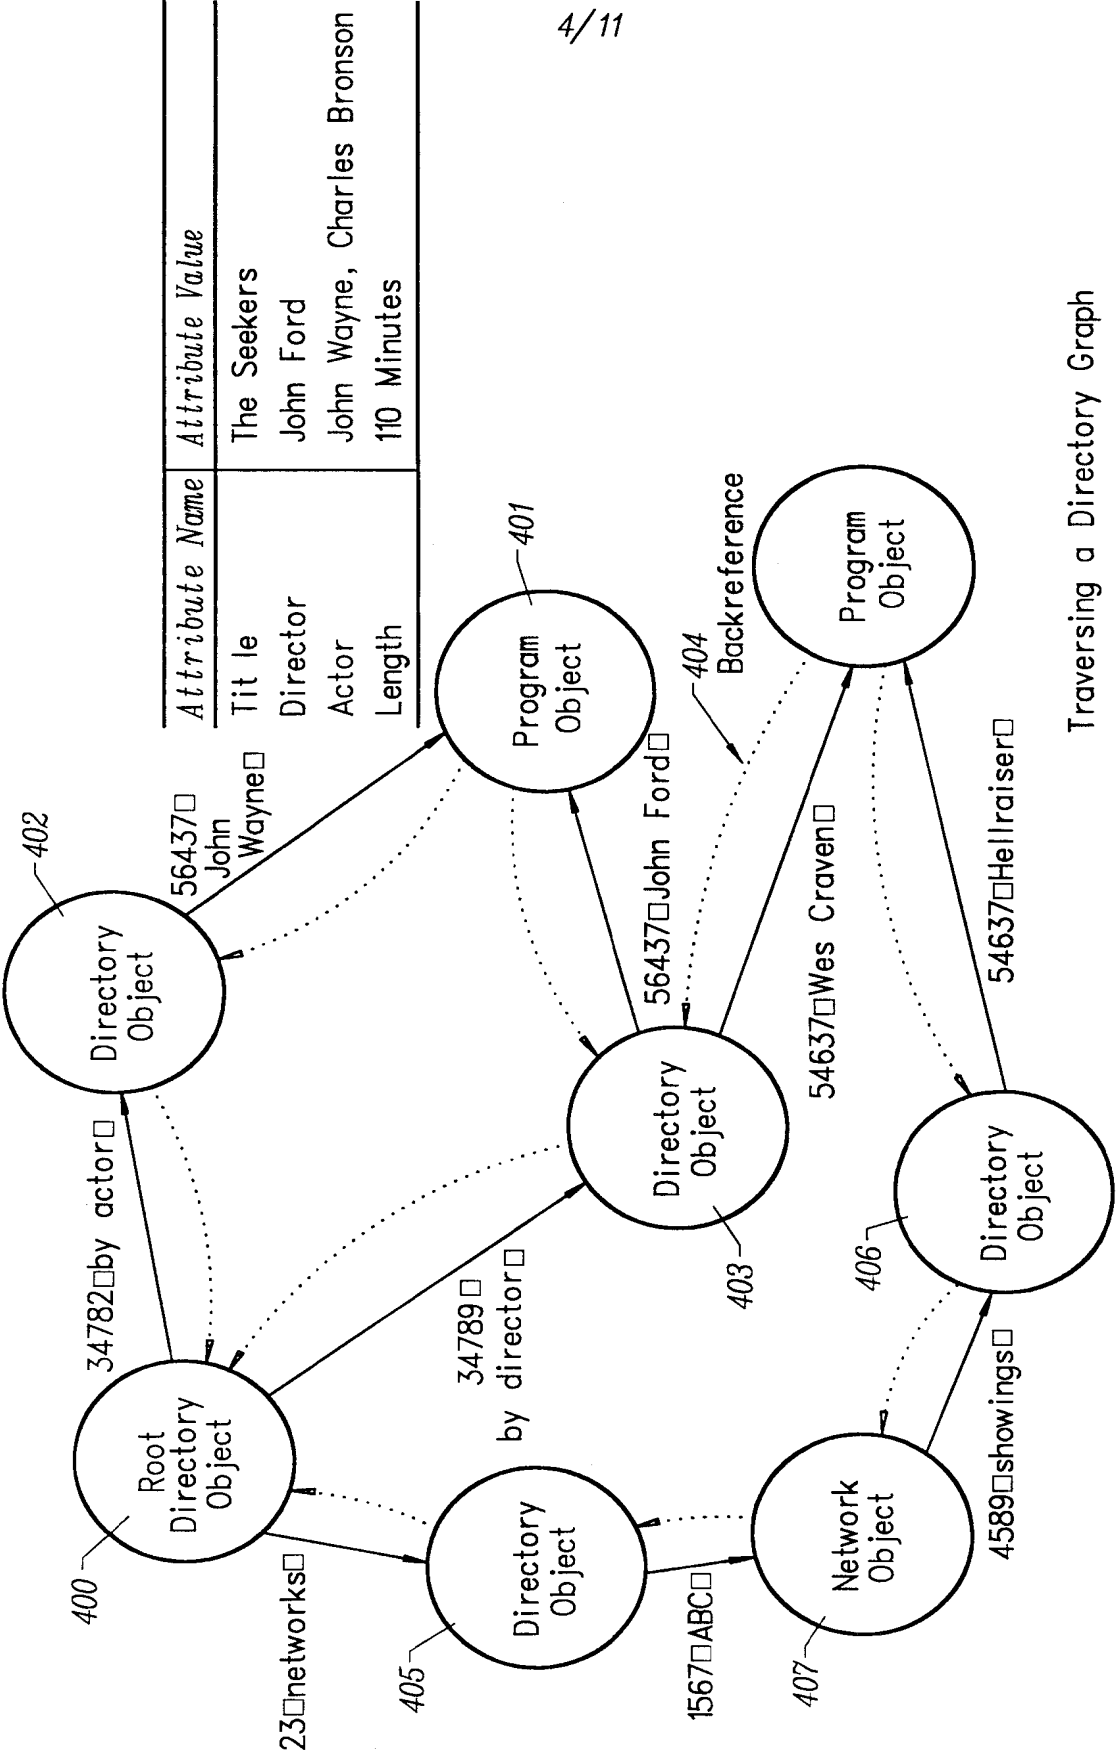 4/11
Attribute Name Attribute Value
Tit le The Seekers
Director John Ford
Actor John Wayne, Charles Bronson
Length 110 Minutes
402
Directory
Object
56437□
John
Wayne□
34782□by actor□
400
Root
Directory
Object
401
Program
Object
56437□John Ford□
404
Backreference
34789□
by director□
Directory
Object
403
54637□Wes Craven□
Program
Object
23□networks□
405
Directory
Object
1567□ABC□
407
Network
Object
4589□showings□
406
Directory
Object
54637□Hellraiser□
Traversing a Directory Graph